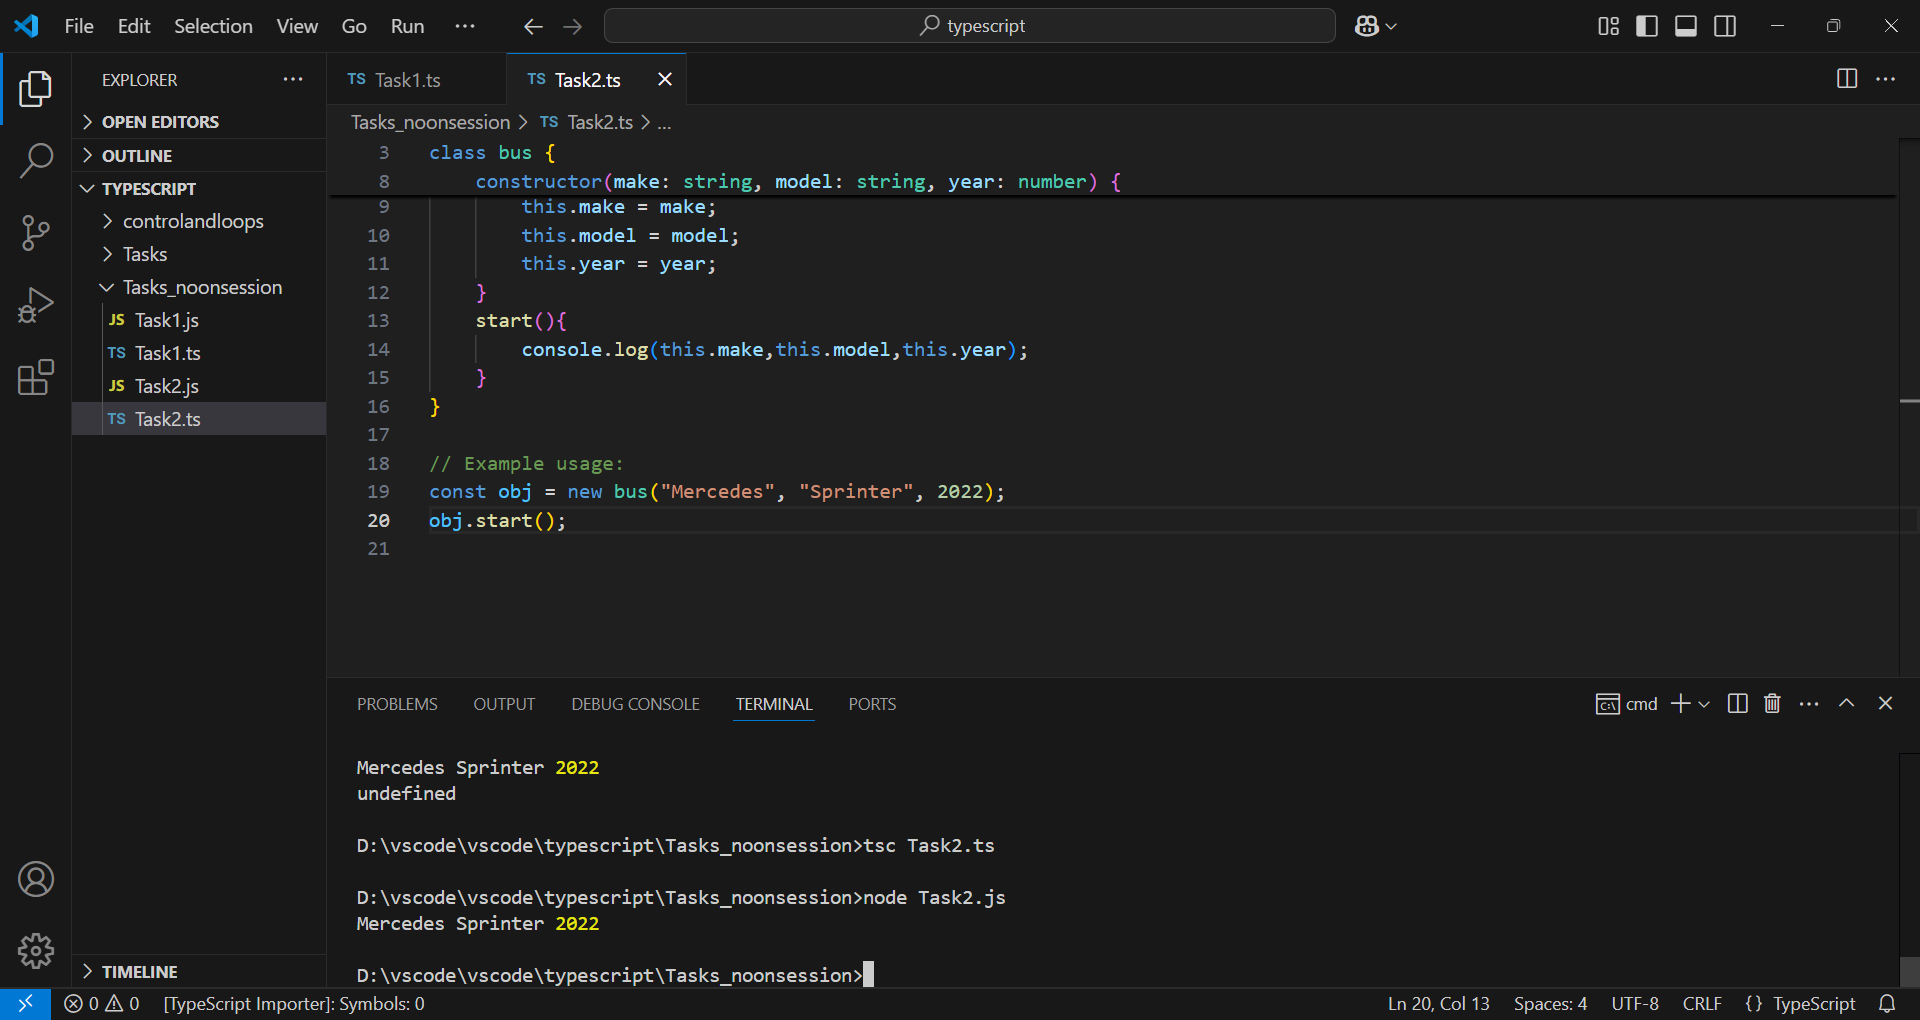 File Edit Selection View Go Run ··· typescript
EXPLORER ···
OPEN EDITORS
OUTLINE
TYPESCRIPT
controlandloops
Tasks
Tasks_noonsession
JS Task1.js
TS Task1.ts
JS Task2.js
TS Task2.ts
TIMELINE
TS Task1.ts TS Task2.ts
Tasks_noonsession > TS Task2.ts > ...
3 class bus {
8 constructor(make: string, model: string, year: number) {
9 this.make = make;
10 this.model = model;
11 this.year = year;
12 }
13 start(){
14 console.log(this.make,this.model,this.year);
15 }
16 }
17
18 // Example usage:
19 const obj = new bus("Mercedes", "Sprinter", 2022);
20 obj.start();
21
PROBLEMS OUTPUT DEBUG CONSOLE TERMINAL PORTS cmd
Mercedes Sprinter 2022
undefined
D:\vscode\vscode\typescript\Tasks_noonsession>tsc Task2.ts
D:\vscode\vscode\typescript\Tasks_noonsession>node Task2.js
Mercedes Sprinter 2022
D:\vscode\vscode\typescript\Tasks_noonsession>
0 0 [TypeScript Importer]: Symbols: 0 Ln 20, Col 13 Spaces: 4 UTF-8 CRLF {} TypeScript